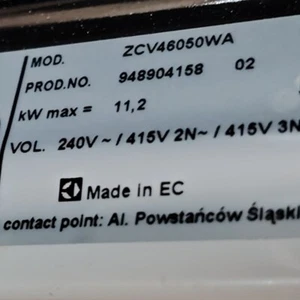 MOD. ZCV46050WA
PROD.NO. 948904158 02
kW max = 11,2
VOL. 240V ~ / 415V 2N~ / 415V 3N
Made in EC
contact point: Al. Powstańców Śląsk